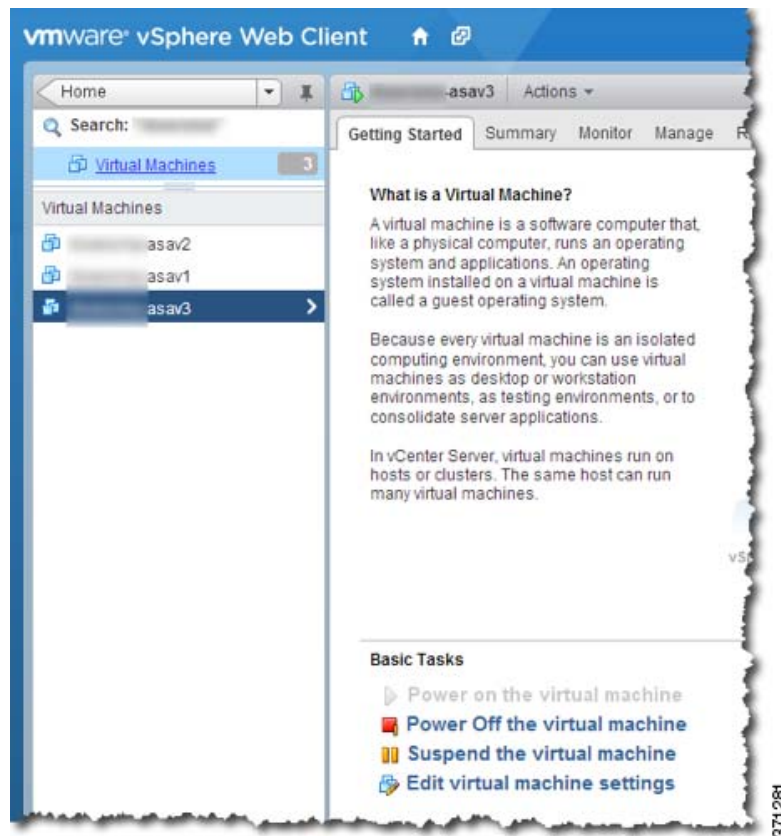 vmware® vSphere Web Client
Home
Search:
Virtual Machines 3
Virtual Machines
asav2
asav1
asav3
-asav3 Actions
Getting Started Summary Monitor Manage
What is a Virtual Machine?
A virtual machine is a software computer that,
like a physical computer, runs an operating
system and applications. An operating
system installed on a virtual machine is
called a guest operating system.
Because every virtual machine is an isolated
computing environment, you can use virtual
machines as desktop or workstation
environments, as testing environments, or to
consolidate server applications.
In vCenter Server, virtual machines run on
hosts or clusters. The same host can run
many virtual machines.
Basic Tasks
Power on the virtual machine
Power Off the virtual machine
Suspend the virtual machine
Edit virtual machine settings